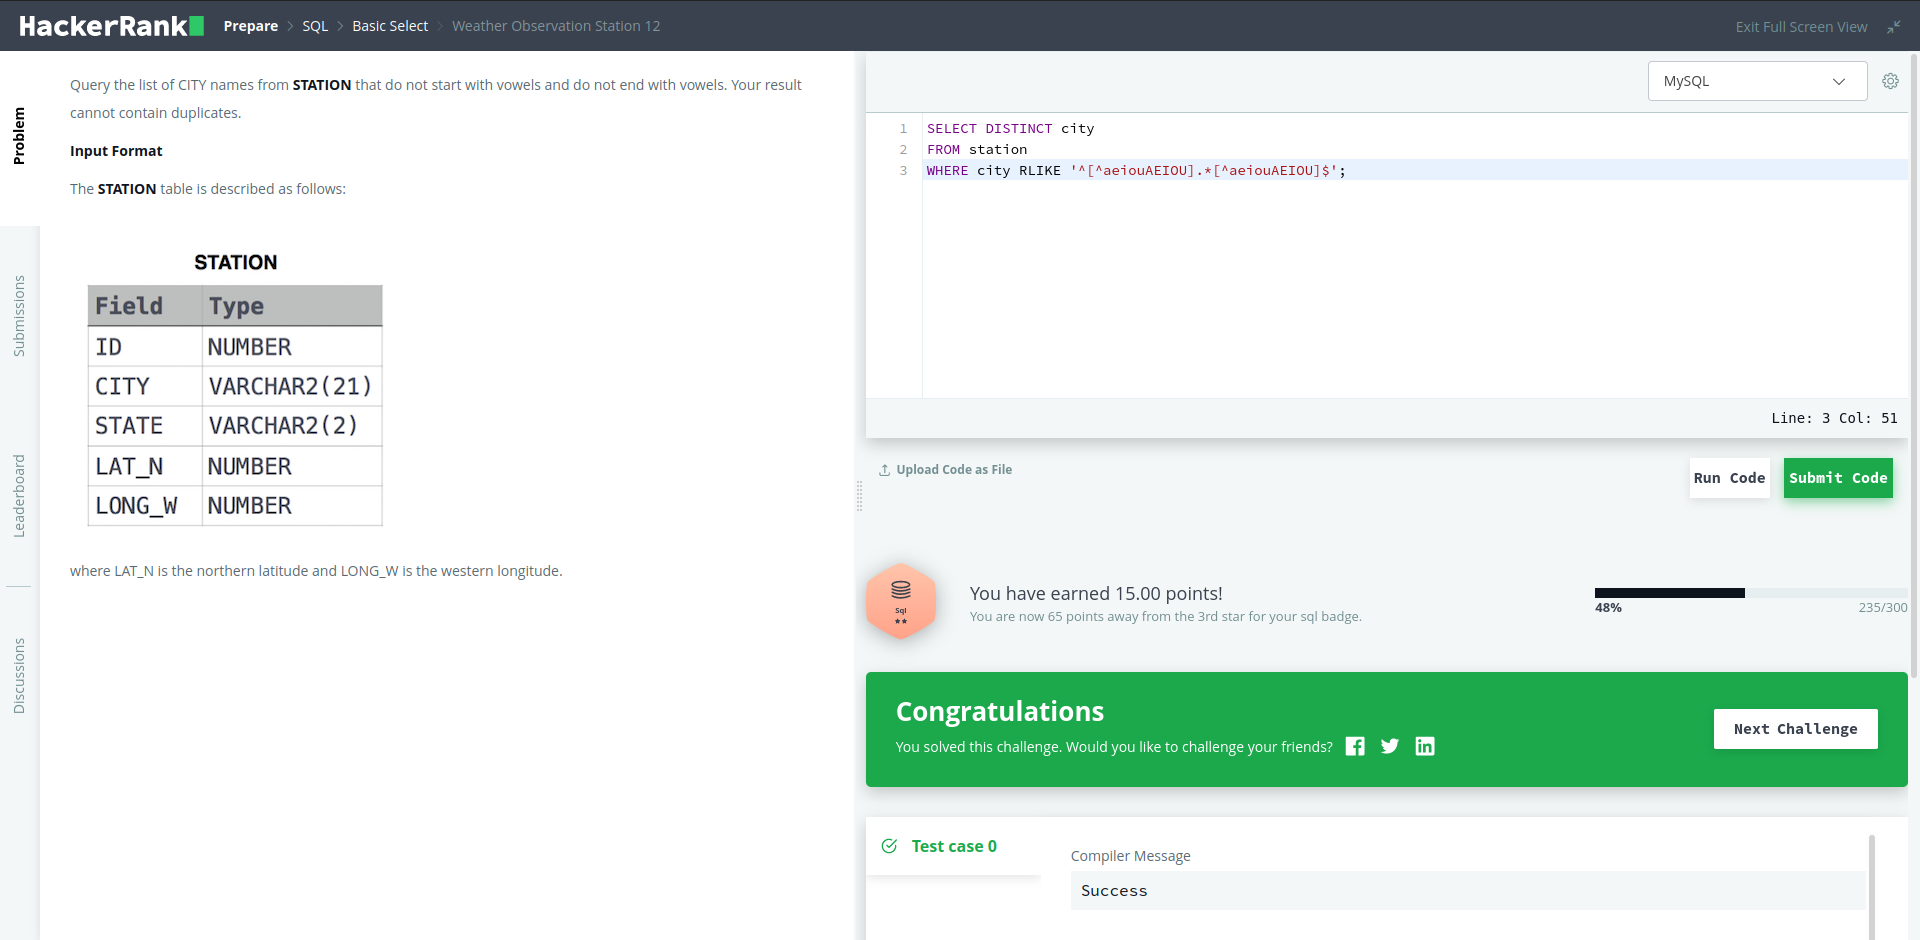 HackerRank
Prepare > SQL > Basic Select > Weather Observation Station 12
Exit Full Screen View
Problem
Submissions
Leaderboard
Discussions
Query the list of CITY names from STATION that do not start with vowels and do not end with vowels. Your result
cannot contain duplicates.
Input Format
The STATION table is described as follows:
STATION
Field Type
ID NUMBER
CITY VARCHAR2(21)
STATE VARCHAR2(2)
LAT_N NUMBER
LONG_W NUMBER
where LAT_N is the northern latitude and LONG_W is the western longitude.
MySQL
1 SELECT DISTINCT city
2 FROM station
3 WHERE city RLIKE '^[^aeiouAEIOU].*[^aeiouAEIOU]$';
Line: 3 Col: 51
Upload Code as File
Run Code
Submit Code
Sql
You have earned 15.00 points!
You are now 65 points away from the 3rd star for your sql badge.
48%
235/300
Congratulations
You solved this challenge. Would you like to challenge your friends?
Next Challenge
Test case 0
Compiler Message
Success